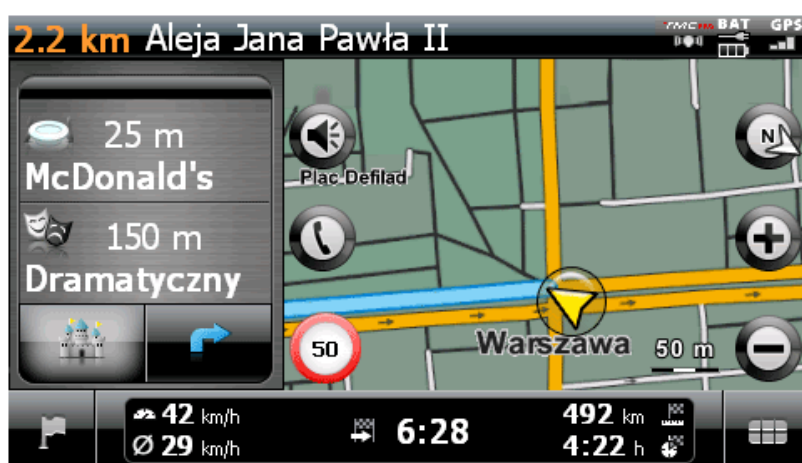 2.2 km Aleja Jana Pawła II
TMC BAT GPS
25 m
McDonald's
150 m
Dramatyczny
Plac Defilad
N
50
Warszawa
50 m
42 km/h
Ø 29 km/h
6:28
492 km
4:22 h